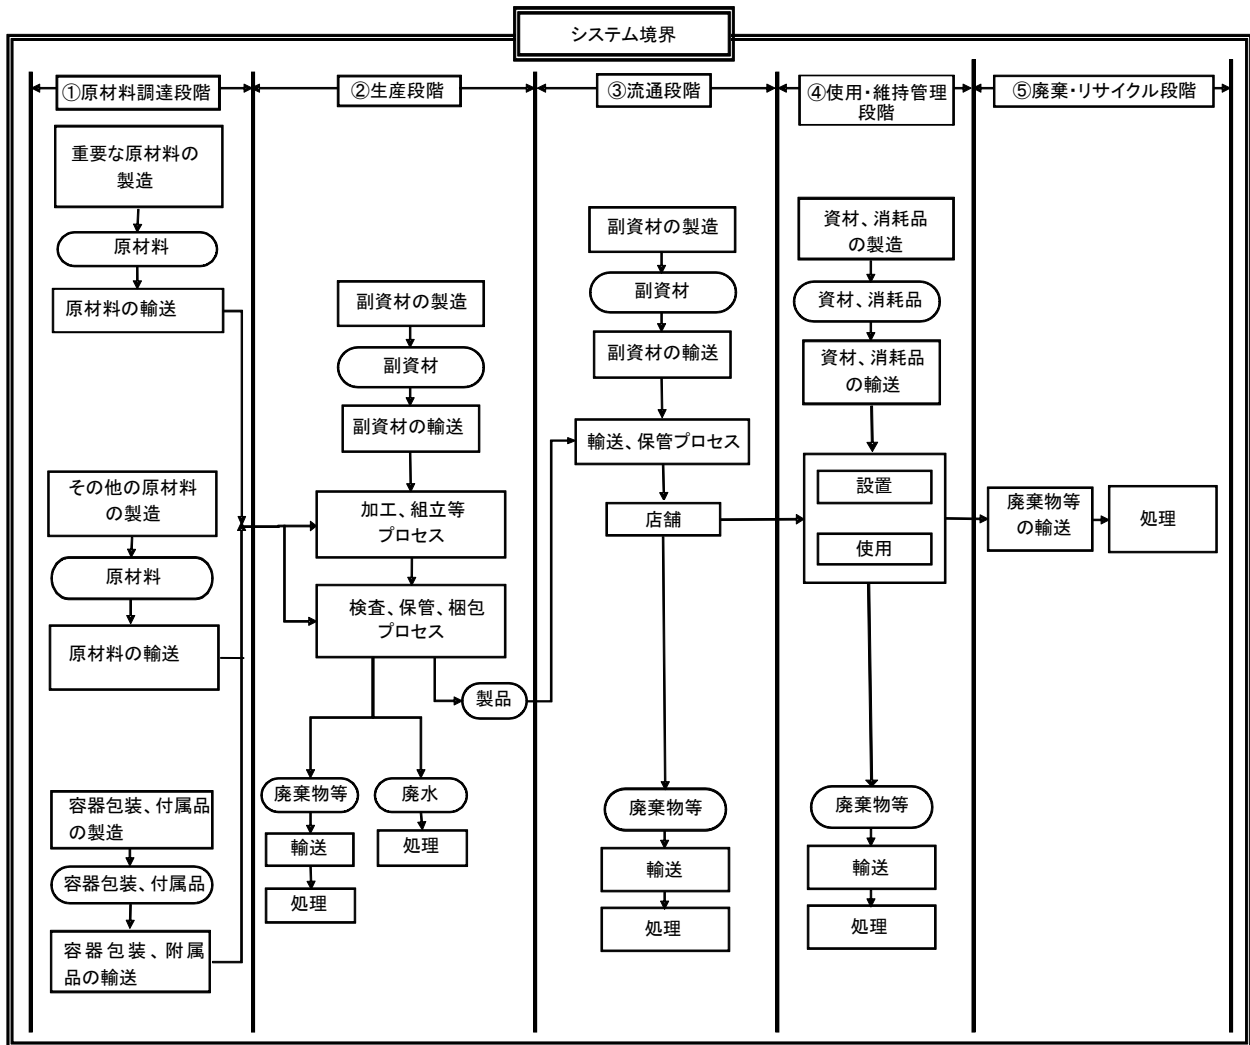 システム境界
①原材料調達段階
②生産段階
③流通段階
④使用・維持管理
段階
⑤廃棄・リサイクル段階
重要な原材料の
製造
原材料
原材料の輸送
その他の原材料
の製造
原材料
原材料の輸送
容器包装、付属品
の製造
容器包装、付属品
容器包装、附属
品の輸送
副資材の製造
副資材
副資材の輸送
加工、組立等
プロセス
検査、保管、梱包
プロセス
製品
廃棄物等
輸送
処理
廃水
処理
副資材の製造
副資材
副資材の輸送
輸送、保管プロセス
店舗
廃棄物等
輸送
処理
資材、消耗品
の製造
資材、消耗品
資材、消耗品
の輸送
設置
使用
廃棄物等
輸送
処理
廃棄物等
の輸送
処理